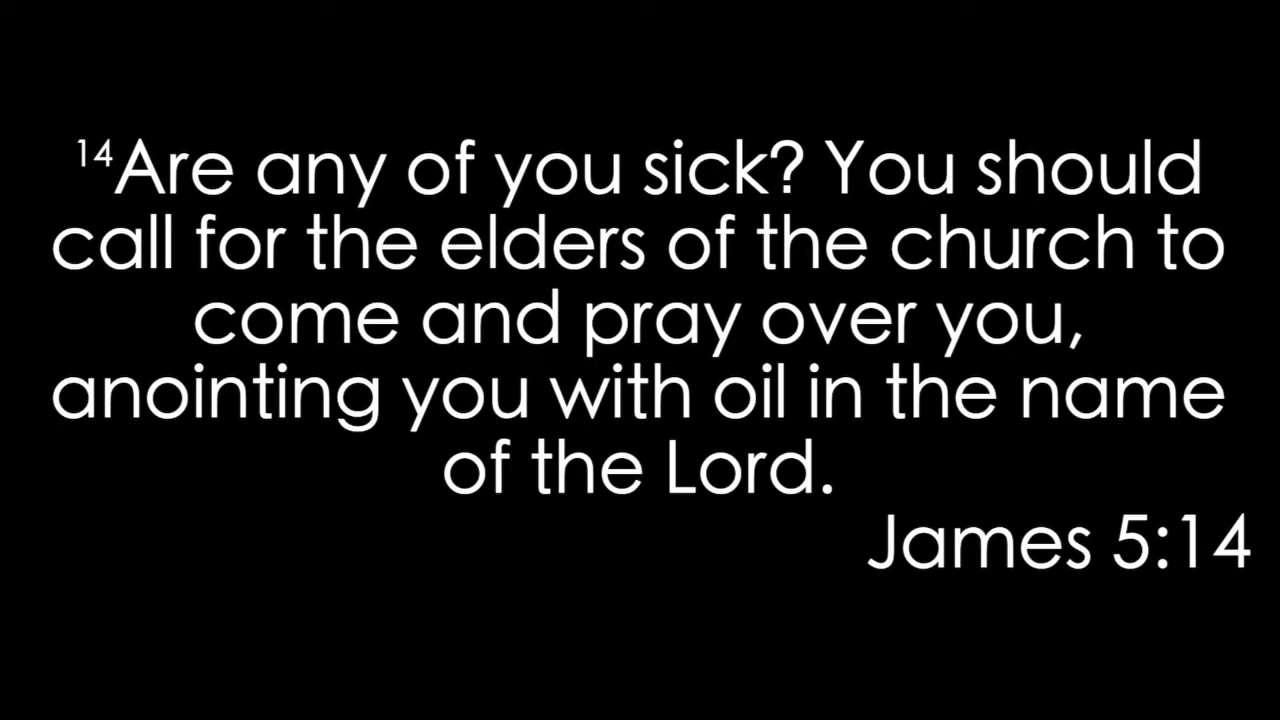 14Are any of you sick? You should
call for the elders of the church to
come and pray over you,
anointing you with oil in the name
of the Lord.
James 5:14